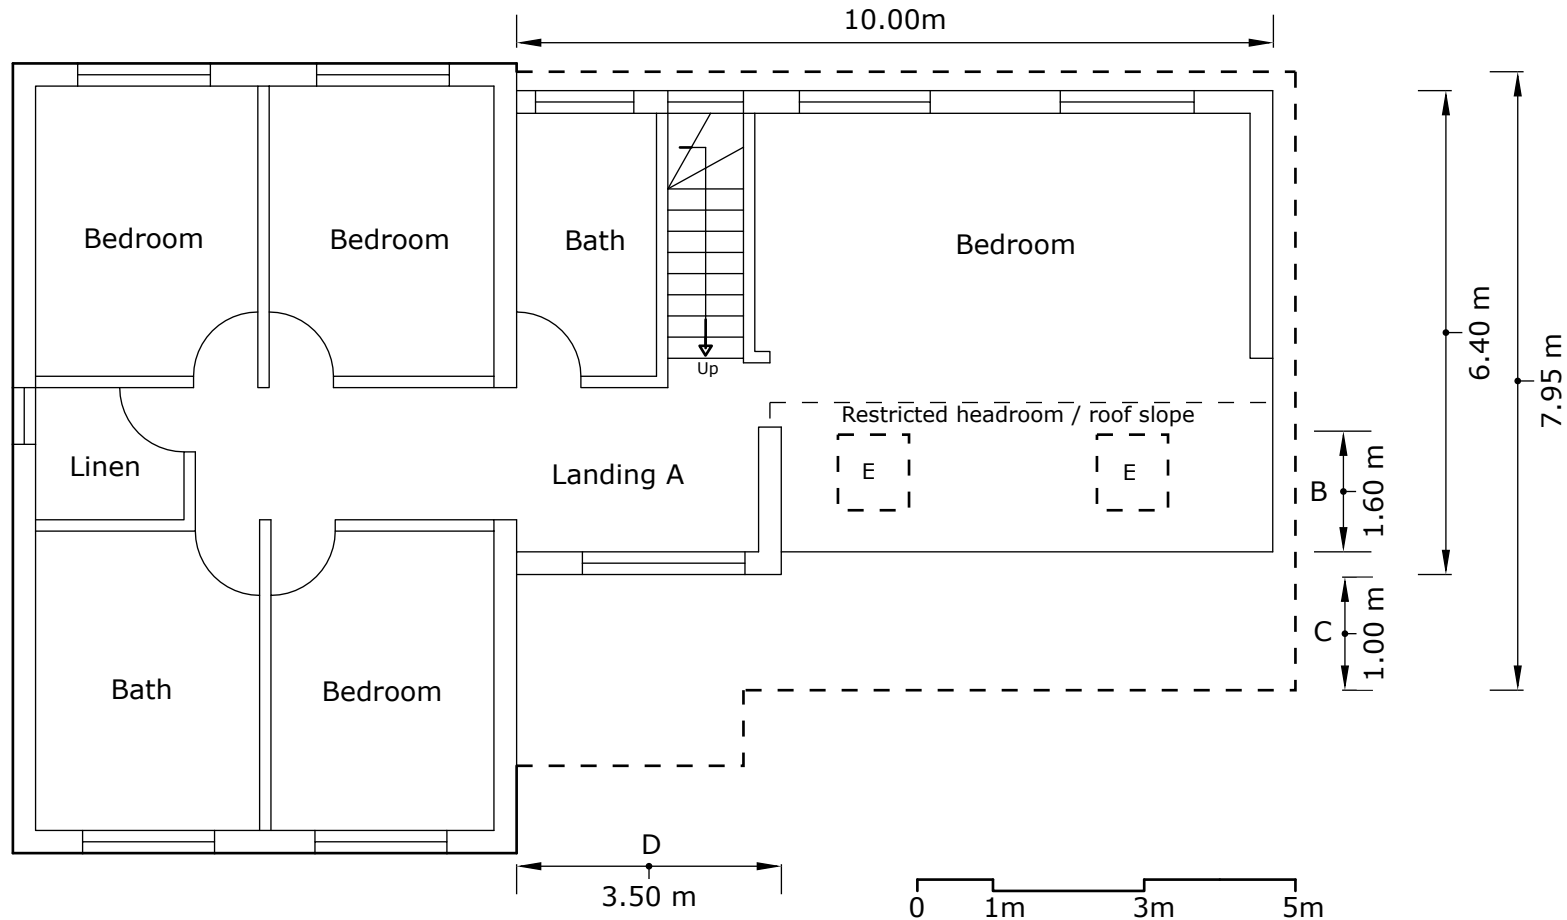 10.00m
Bedroom
Bedroom
Bath
Bedroom
6.40 m
7.95 m
Up
Restricted headroom / roof slope
Linen
Landing A
E
E
B
1.60 m
C
1.00 m
Bath
Bedroom
D
3.50 m
0 1m 3m 5m